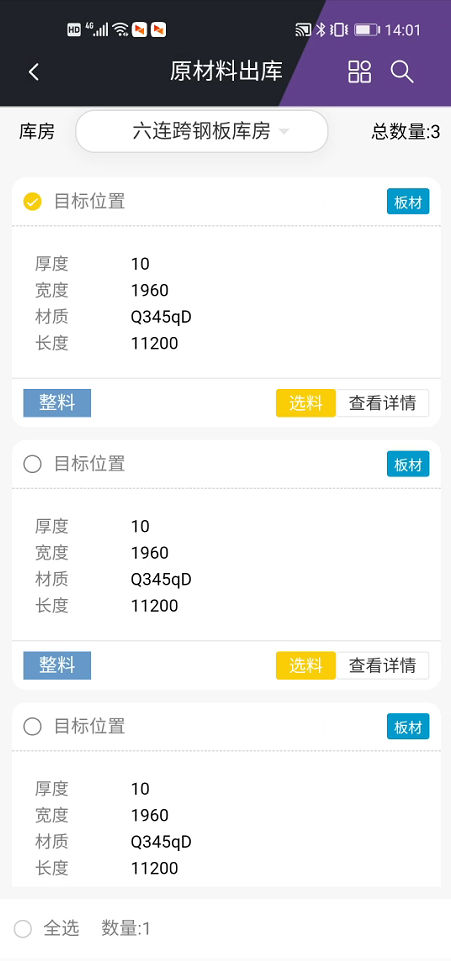 HD 4G 14:01
原材料出库
库房 六连跨钢板库房 总数量:3
目标位置 板材
厚度 10
宽度 1960
材质 Q345qD
长度 11200
整料 选料 查看详情
目标位置 板材
厚度 10
宽度 1960
材质 Q345qD
长度 11200
整料 选料 查看详情
目标位置 板材
厚度 10
宽度 1960
材质 Q345qD
长度 11200
全选 数量:1